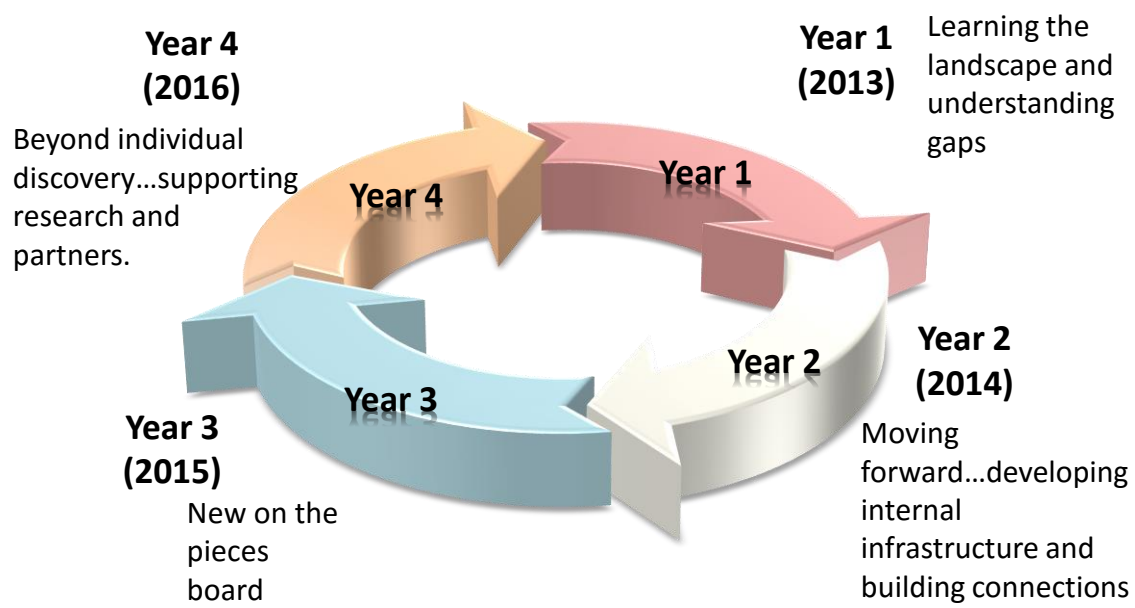 Year 4
(2016)
Beyond individual
discovery...supporting
research and
partners.
Year 1
(2013)
Learning the
landscape and
understanding
gaps
Year 4
Year 1
Year 3
Year 2
Year 3
(2015)
New on the
pieces
board
Year 2
(2014)
Moving
forward...developing
internal
infrastructure and
building connections